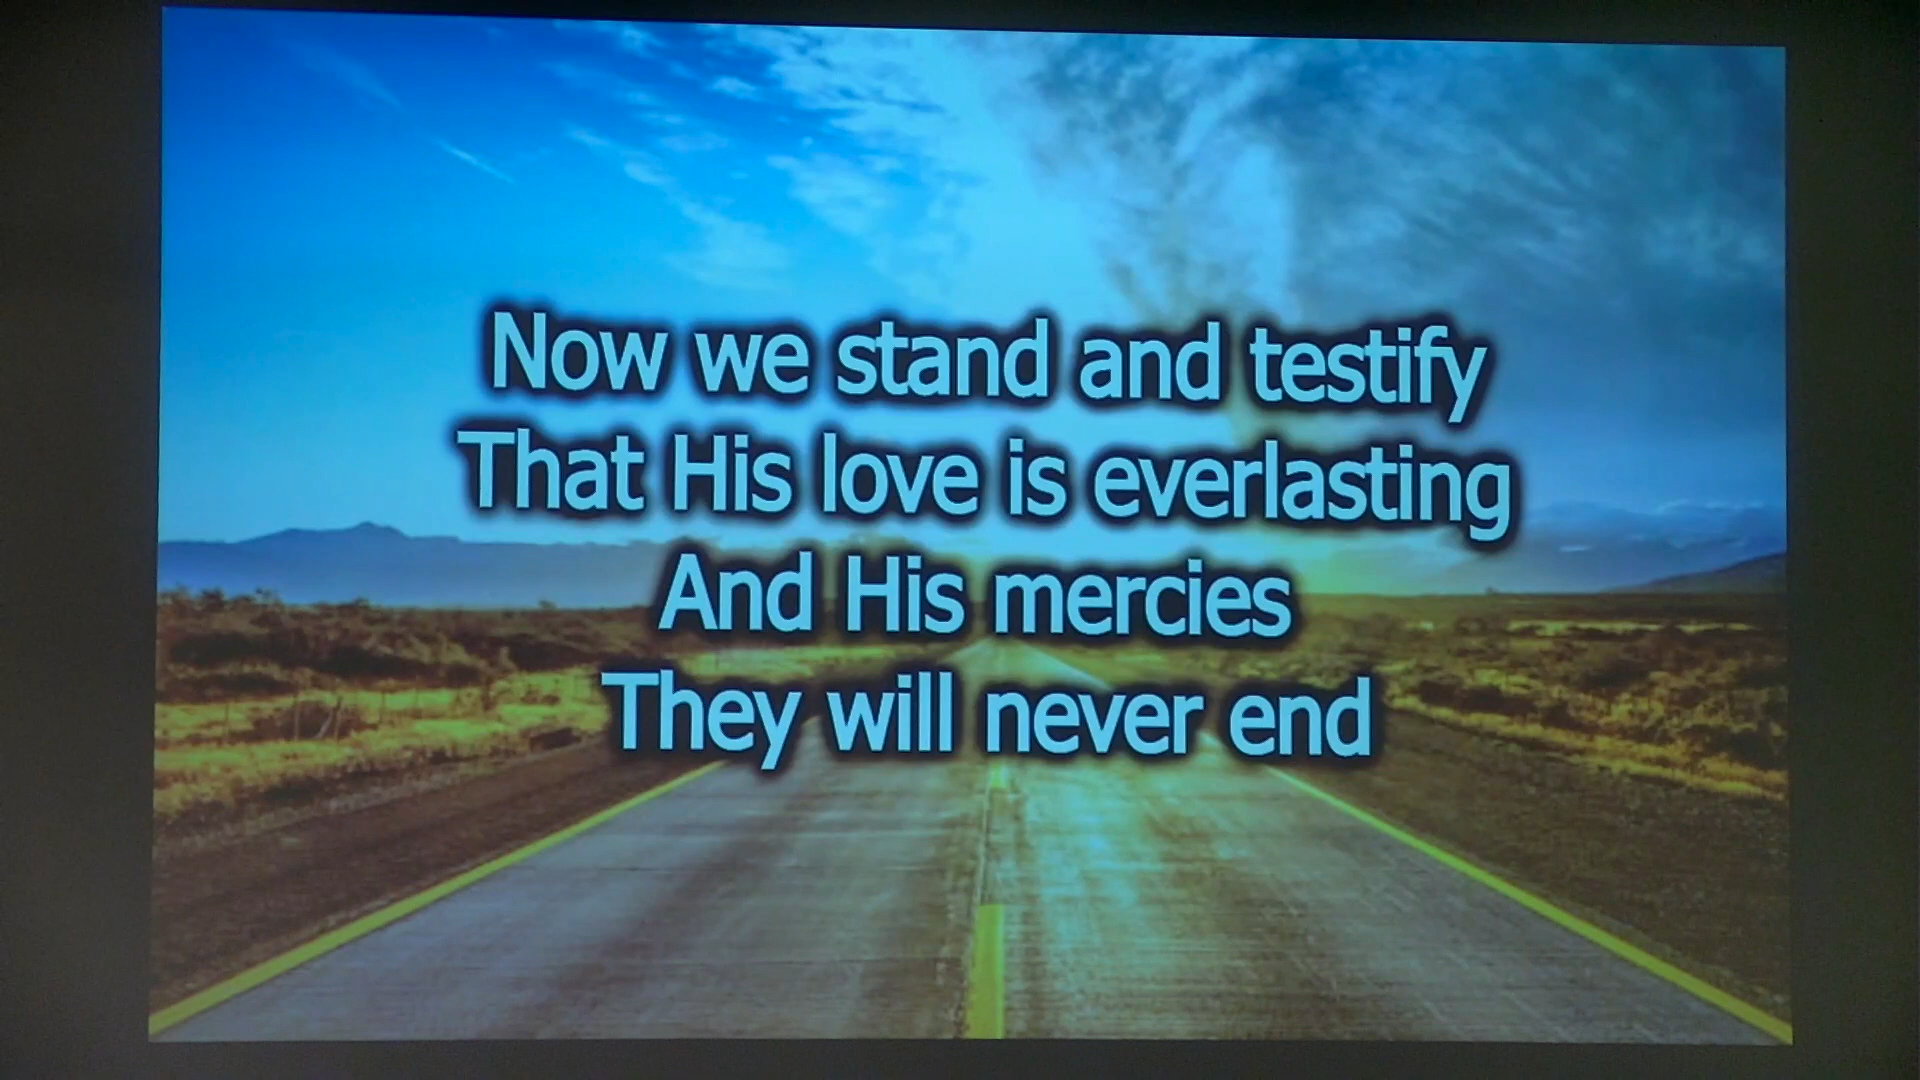 Now we stand and testify
That His love is everlasting
And His mercies
They will never end